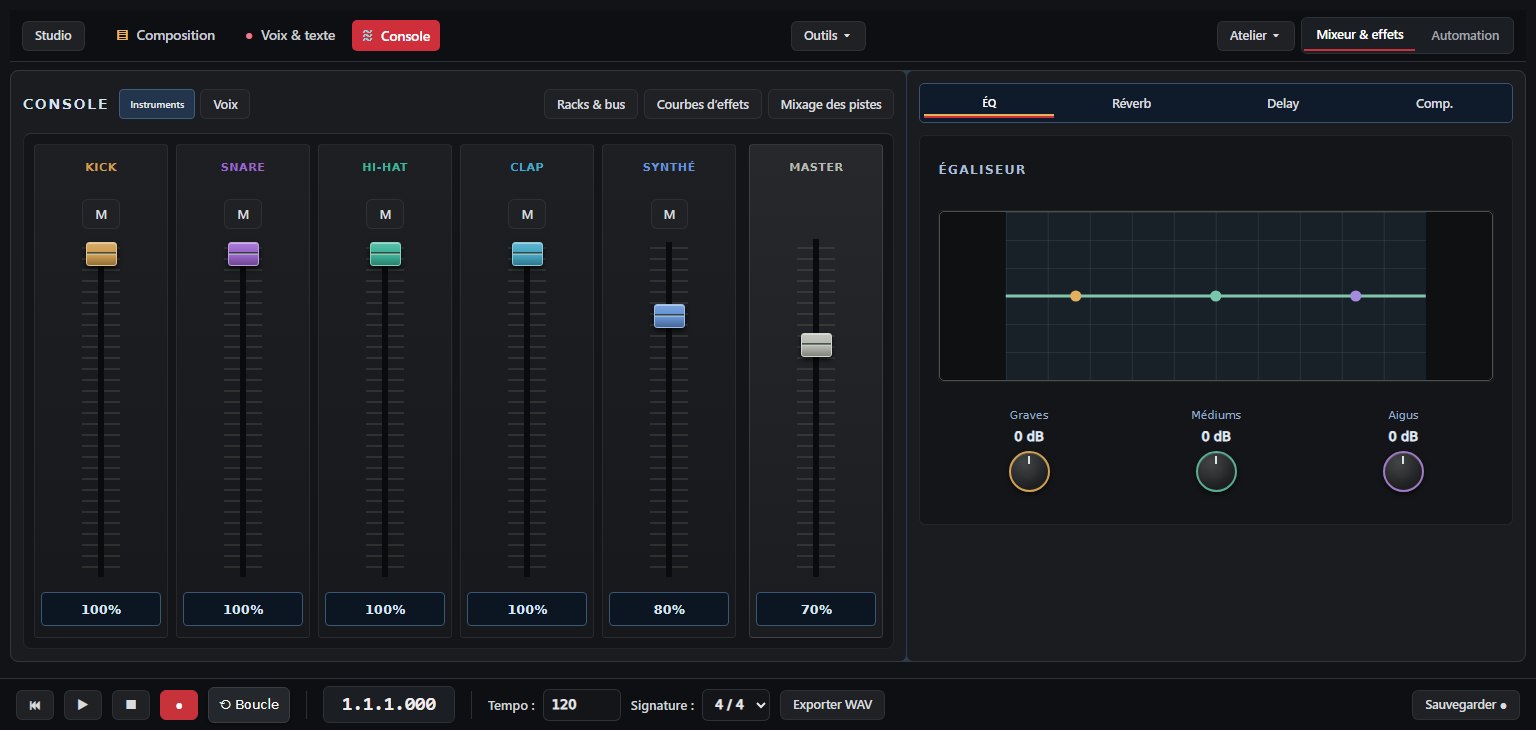 Studio Composition Voix & texte Console Outils Atelier Mixeur & effets Automation
CONSOLE Instruments Voix Racks & bus Courbes d'effets Mixage des pistes
ÉQ Réverb Delay Comp.
KICK SNARE HI-HAT CLAP SYNTHÉ MASTER
M M M M M
100% 100% 100% 100% 80% 70%
ÉGALISEUR
Graves Médiums Aigus
0 dB 0 dB 0 dB
Boucle 1.1.1.000 Tempo : 120 Signature : 4 / 4 Exporter WAV Sauvegarder